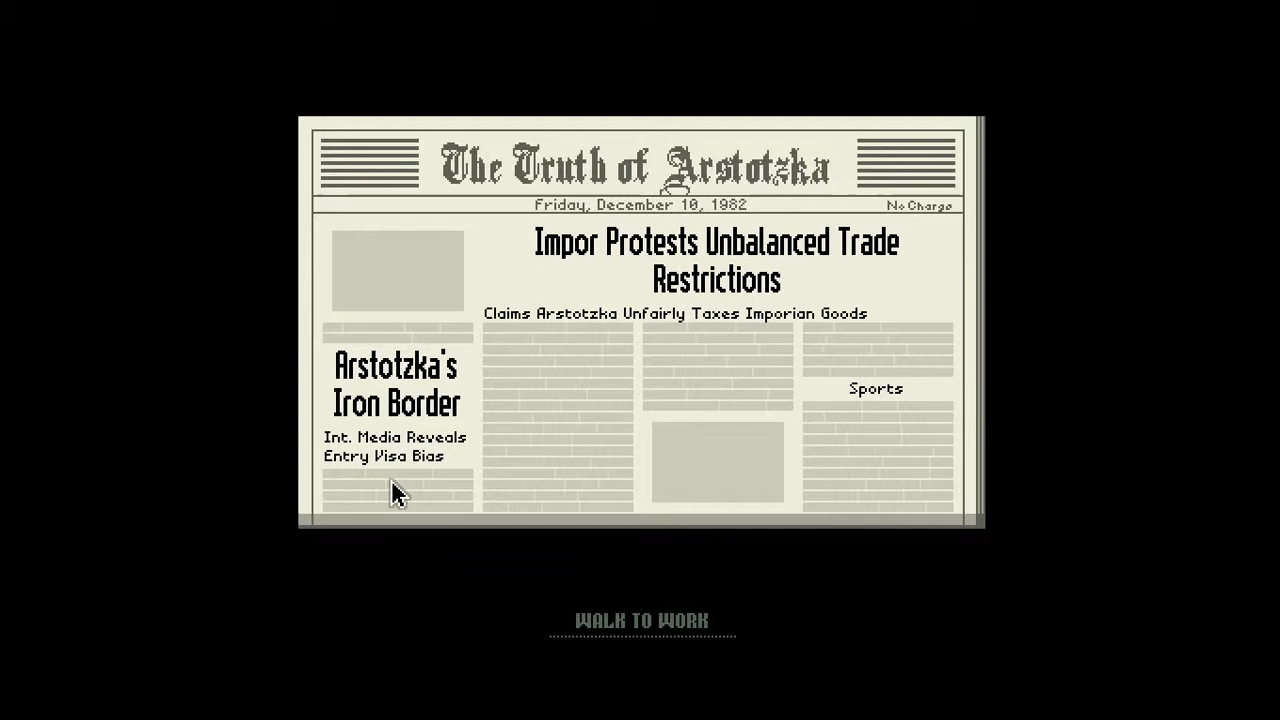 The Truth of Arstotzka
Friday, December 10, 1982
No Charge
Impor Protests Unbalanced Trade
Restrictions
Claims Arstotzka Unfairly Taxes Imporian Goods
Arstotzka's
Iron Border
Int. Media Reveals
Entry Visa Bias
Sports
WALK TO WORK